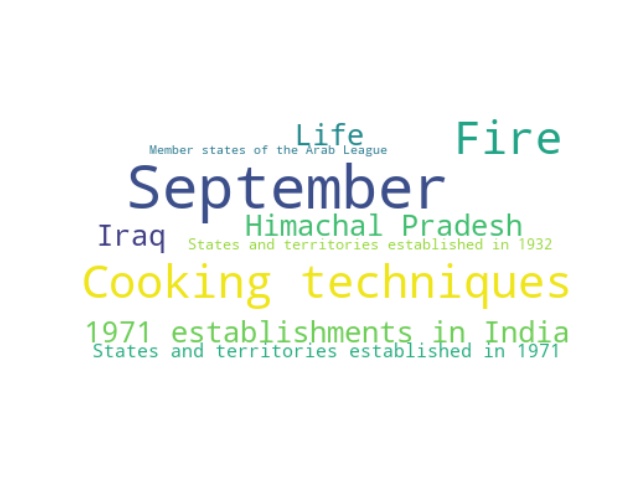 Life
Fire
Member states of the Arab League
September
Himachal Pradesh
Iraq
States and territories established in 1932
Cooking techniques
1971 establishments in India
States and territories established in 1971